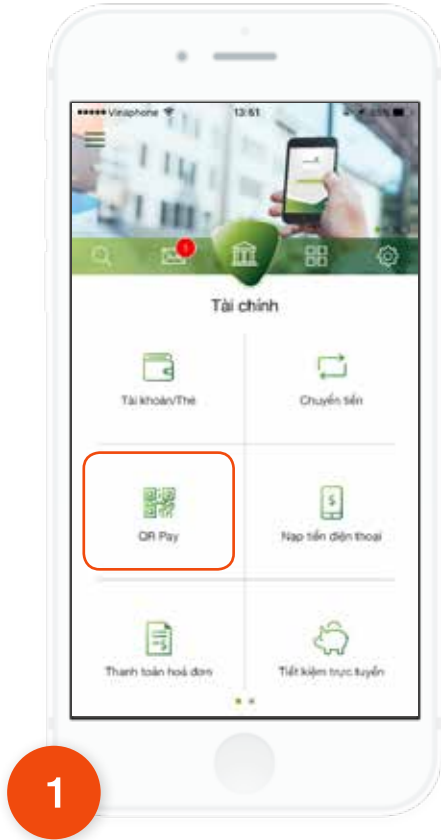 Vinaphone 13:51
1
Tài chính
Tài khoản/Thẻ Chuyển tiền
QR Pay Nạp tiền điện thoại
Thanh toán hoá đơn Tiết kiệm trực tuyến
1